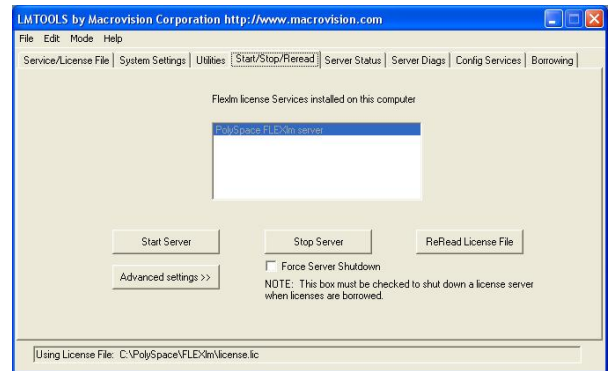 LMTOOLS by Macrovision Corporation http://www.macrovision.com
File Edit Mode Help
Service/License File System Settings Utilities Start/Stop/Reread Server Status Server Diags Config Services Borrowing
Flexlm license Services installed on this computer
PolySpace FLEXlm server
Start Server Stop Server ReRead License File
Advanced settings >> Force Server Shutdown
NOTE: This box must be checked to shut down a license server
when licenses are borrowed.
Using License File: C:\PolySpace\FLEXlm\license.lic